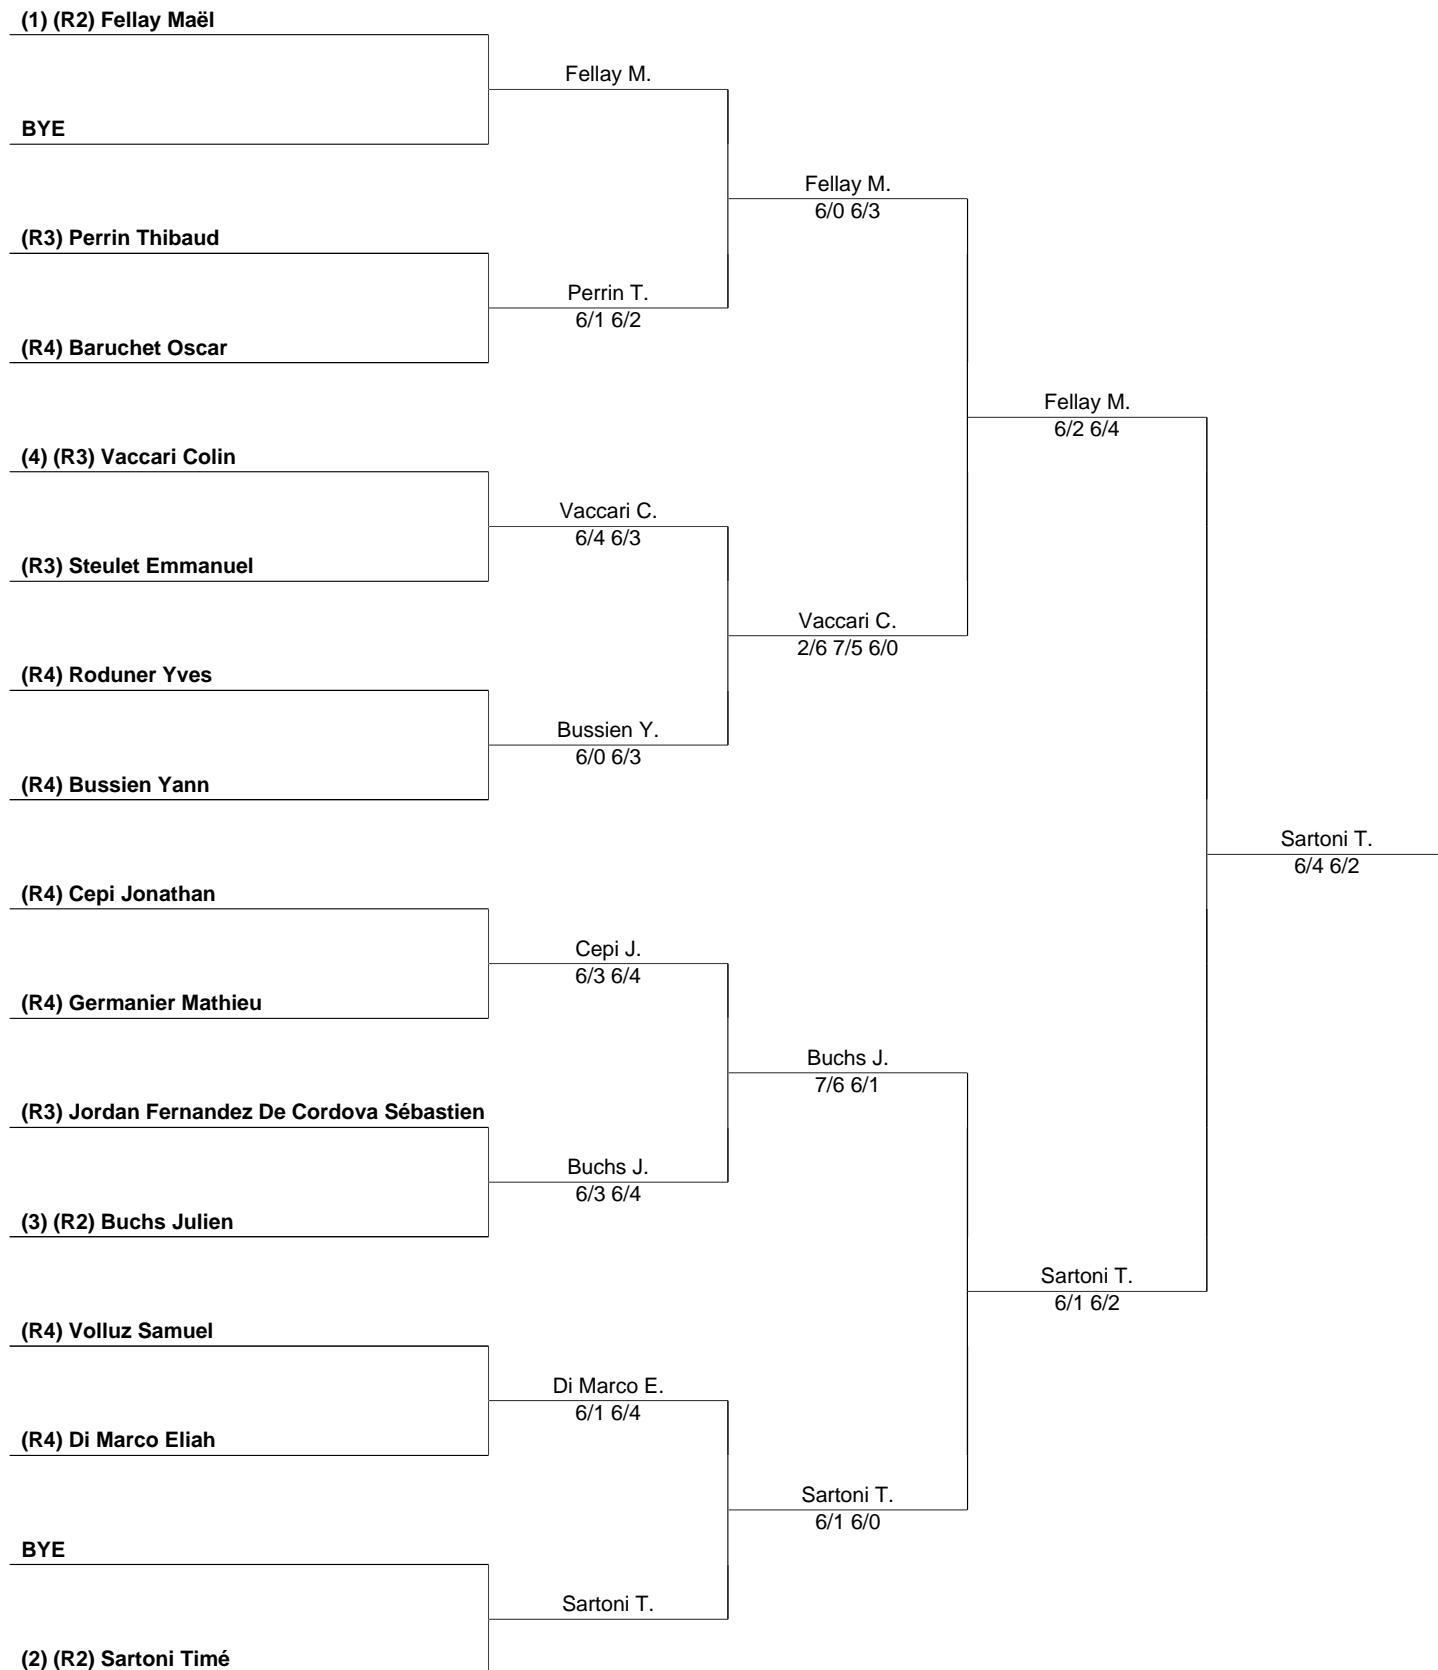 (1) (R2) Fellay Maël
Fellay M.
BYE
Fellay M.
6/0 6/3
(R3) Perrin Thibaud
Perrin T.
6/1 6/2
(R4) Baruchet Oscar
Fellay M.
6/2 6/4
(4) (R3) Vaccari Colin
Vaccari C.
6/4 6/3
(R3) Steulet Emmanuel
Vaccari C.
2/6 7/5 6/0
(R4) Roduner Yves
Bussien Y.
6/0 6/3
(R4) Bussien Yann
Sartoni T.
6/4 6/2
(R4) Cepi Jonathan
Cepi J.
6/3 6/4
(R4) Germanier Mathieu
Buchs J.
7/6 6/1
(R3) Jordan Fernandez De Cordova Sébastien
Buchs J.
6/3 6/4
(3) (R2) Buchs Julien
Sartoni T.
6/1 6/2
(R4) Volluz Samuel
Di Marco E.
6/1 6/4
(R4) Di Marco Eliah
Sartoni T.
6/1 6/0
BYE
Sartoni T.
(2) (R2) Sartoni Timé